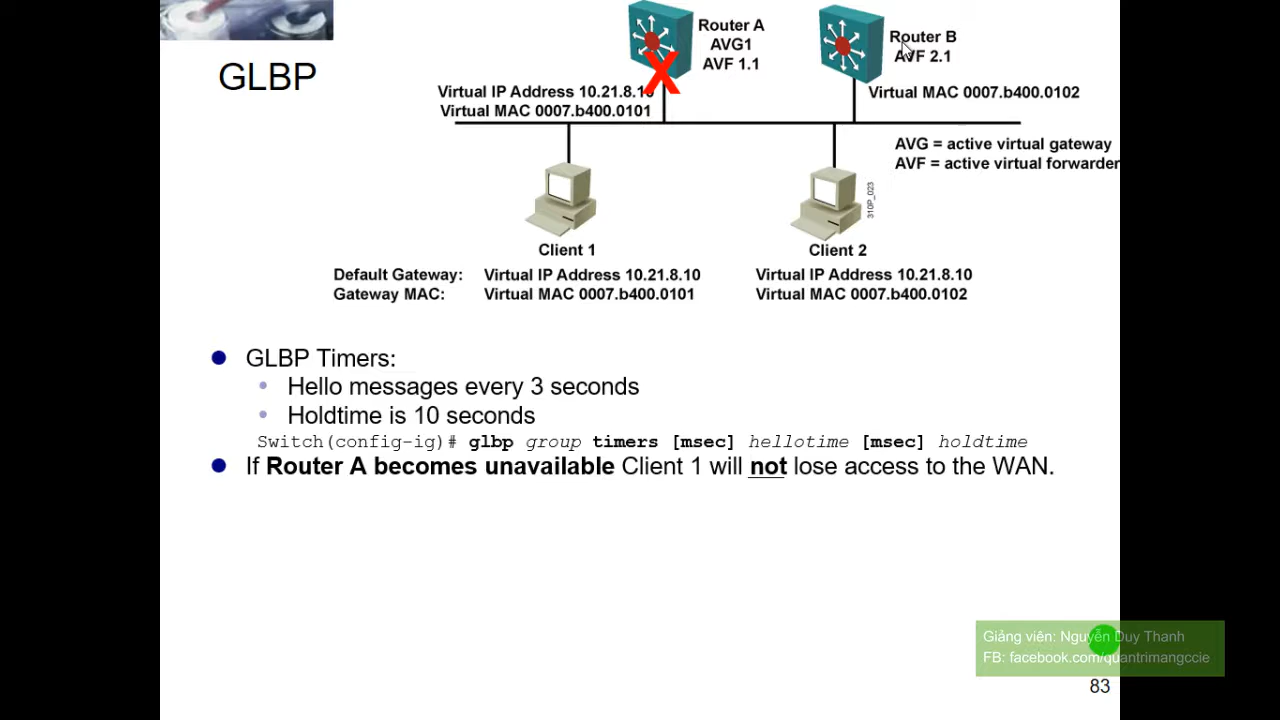 GLBP
Router A
AVG1
AVF 1.1
Router B
AVF 2.1
Virtual IP Address 10.21.8.10
Virtual MAC 0007.b400.0101
Virtual MAC 0007.b400.0102
AVG = active virtual gateway
AVF = active virtual forwarder
310P_023
Client 1
Client 2
Default Gateway: Virtual IP Address 10.21.8.10 Virtual IP Address 10.21.8.10
Gateway MAC: Virtual MAC 0007.b400.0101 Virtual MAC 0007.b400.0102
GLBP Timers:
Hello messages every 3 seconds
Holdtime is 10 seconds
Switch(config-ig)# glbp group timers [msec] hellotime [msec] holdtime
If Router A becomes unavailable Client 1 will not lose access to the WAN.
Giảng viên: Nguyễn Duy Thanh
FB: facebook.com/quantrimangccie
83